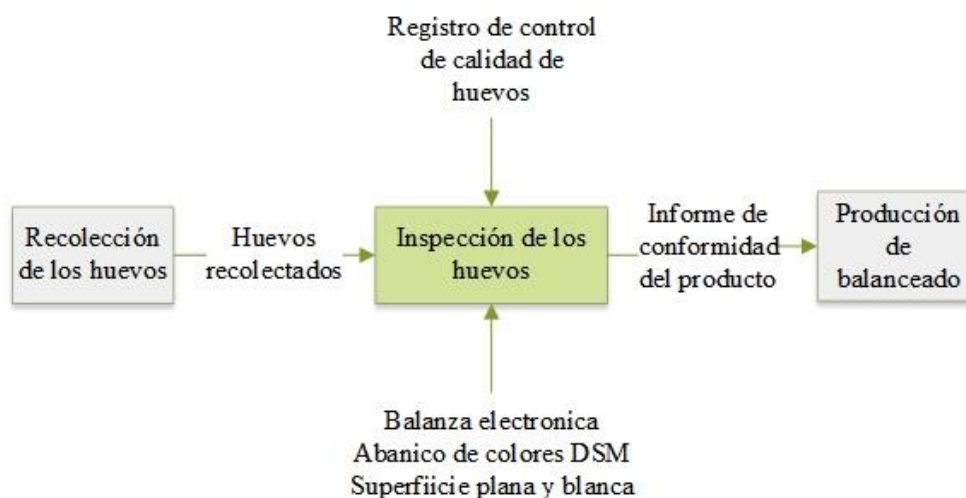 Registro de control
de calidad de
huevos
Recolección
de los huevos
Huevos
recolectados
Inspección de los
huevos
Informe de
conformidad
del producto
Producción
de
balanceado
Balanza electronica
Abanico de colores DSM
Superfiicie plana y blanca